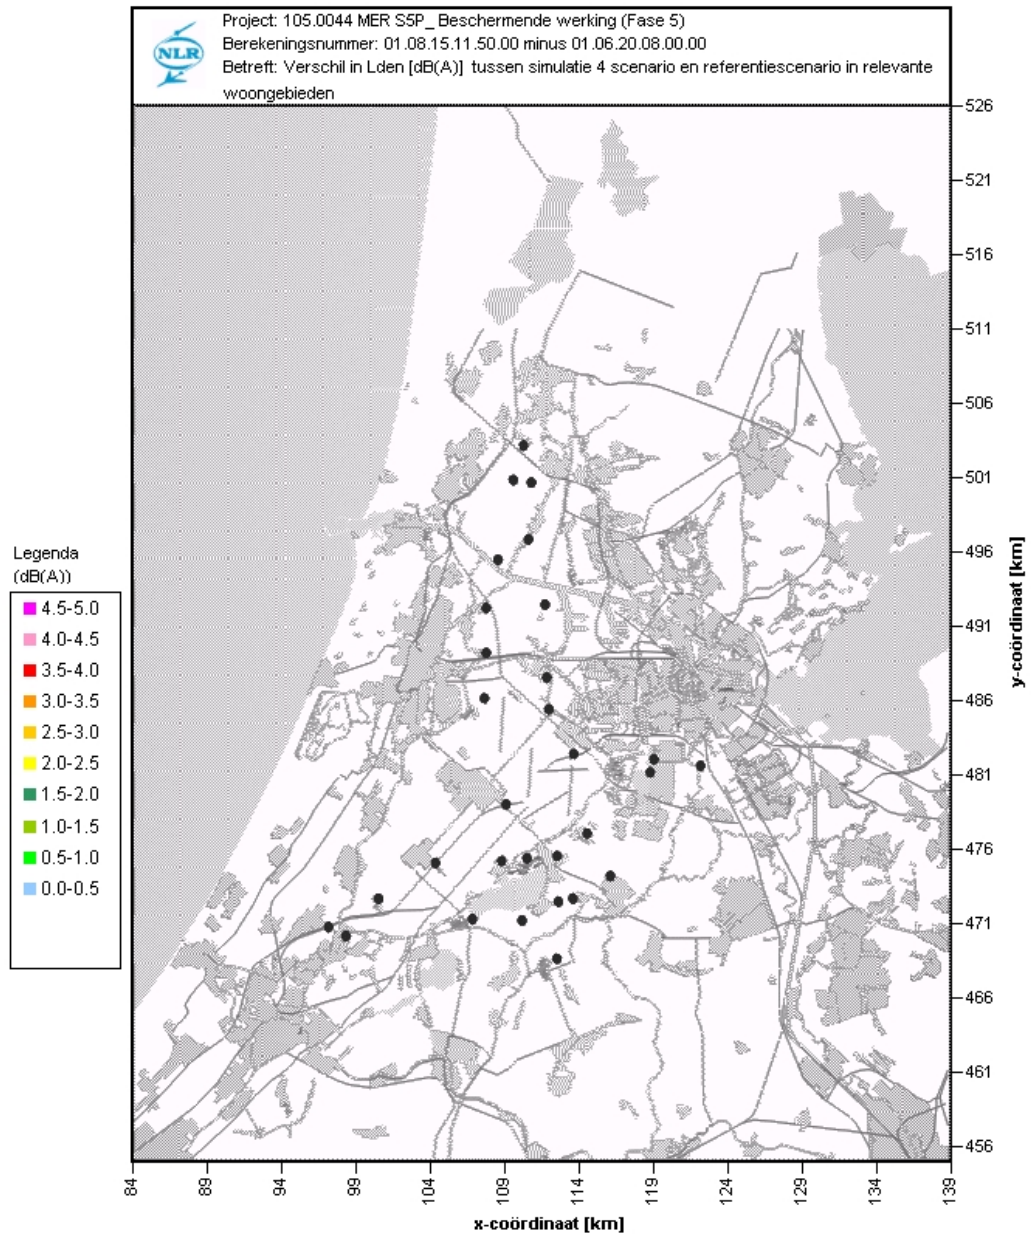 Project: 105.0044 MER S5P_ Beschermende werking (Fase 5)
Berekeningsnummer: 01.08.15.11.50.00 minus 01.06.20.08.00.00
Betreft: Verschil in Lden [dB(A)] tussen simulatie 4 scenario en referentiescenario in relevante
woongebieden
NLR
526
521
516
511
506
501
496
491
486
481
476
471
466
461
456
y-coördinaat [km]
Legenda
(dB(A))
4.5-5.0
4.0-4.5
3.5-4.0
3.0-3.5
2.5-3.0
2.0-2.5
1.5-2.0
1.0-1.5
0.5-1.0
0.0-0.5
84 89 94 99 104 109 114 119 124 129 134 139
x-coördinaat [km]